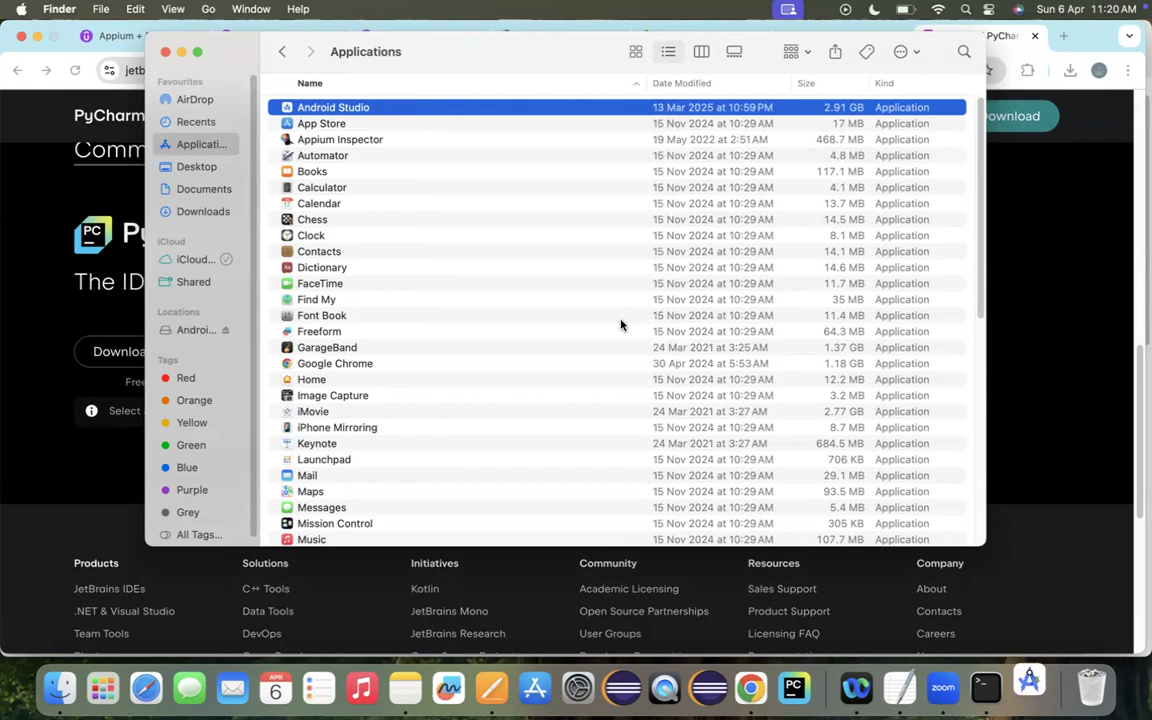 Finder File Edit View Go Window Help Sun 6 Apr 11:20 AM
Appium + PyChar
jetb
PyCharm Download
Comm
Py
The ID
Downloa
Free
Select
Applications
Favourites
AirDrop
Recents
Applicati...
Desktop
Documents
Downloads
iCloud
iCloud...
Shared
Locations
Androi...
Tags
Red
Orange
Yellow
Green
Blue
Purple
Grey
All Tags...
Name Date Modified Size Kind
Android Studio 13 Mar 2025 at 10:59 PM 2.91 GB Application
App Store 15 Nov 2024 at 10:29 AM 17 MB Application
Appium Inspector 19 May 2022 at 2:51 AM 468.7 MB Application
Automator 15 Nov 2024 at 10:29 AM 4.8 MB Application
Books 15 Nov 2024 at 10:29 AM 117.1 MB Application
Calculator 15 Nov 2024 at 10:29 AM 4.1 MB Application
Calendar 15 Nov 2024 at 10:29 AM 13.7 MB Application
Chess 15 Nov 2024 at 10:29 AM 14.5 MB Application
Clock 15 Nov 2024 at 10:29 AM 8.1 MB Application
Contacts 15 Nov 2024 at 10:29 AM 14.1 MB Application
Dictionary 15 Nov 2024 at 10:29 AM 14.6 MB Application
FaceTime 15 Nov 2024 at 10:29 AM 11.7 MB Application
Find My 15 Nov 2024 at 10:29 AM 35 MB Application
Font Book 15 Nov 2024 at 10:29 AM 11.4 MB Application
Freeform 15 Nov 2024 at 10:29 AM 64.3 MB Application
GarageBand 24 Mar 2021 at 3:25 AM 1.37 GB Application
Google Chrome 30 Apr 2024 at 5:53 AM 1.18 GB Application
Home 15 Nov 2024 at 10:29 AM 12.2 MB Application
Image Capture 15 Nov 2024 at 10:29 AM 3.2 MB Application
iMovie 24 Mar 2021 at 3:27 AM 2.77 GB Application
iPhone Mirroring 15 Nov 2024 at 10:29 AM 8.7 MB Application
Keynote 24 Mar 2021 at 3:27 AM 684.5 MB Application
Launchpad 15 Nov 2024 at 10:29 AM 706 KB Application
Mail 15 Nov 2024 at 10:29 AM 29.1 MB Application
Maps 15 Nov 2024 at 10:29 AM 93.5 MB Application
Messages 15 Nov 2024 at 10:29 AM 5.4 MB Application
Mission Control 15 Nov 2024 at 10:29 AM 305 KB Application
Music 15 Nov 2024 at 10:29 AM 107.7 MB Application
Products Solutions Initiatives Community Resources Company
JetBrains IDEs C++ Tools Kotlin Academic Licensing Sales Support About
.NET & Visual Studio Data Tools JetBrains Mono Open Source Partnerships Product Support Contacts
Team Tools DevOps JetBrains Research User Groups Licensing FAQ Careers
APR
6
PC
zoom